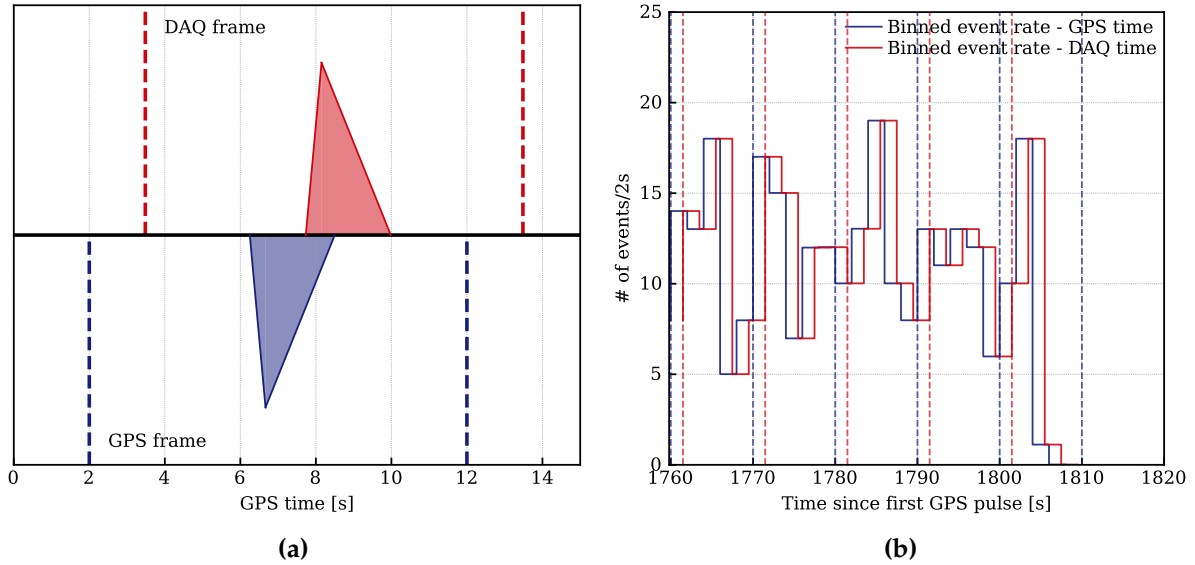 DAQ frame
GPS frame
0 2 4 6 8 10 12 14
GPS time [s]
(a)
Binned event rate - GPS time
Binned event rate - DAQ time
25
20
15
10
5
0
# of events/2s
1760 1770 1780 1790 1800 1810 1820
Time since first GPS pulse [s]
(b)